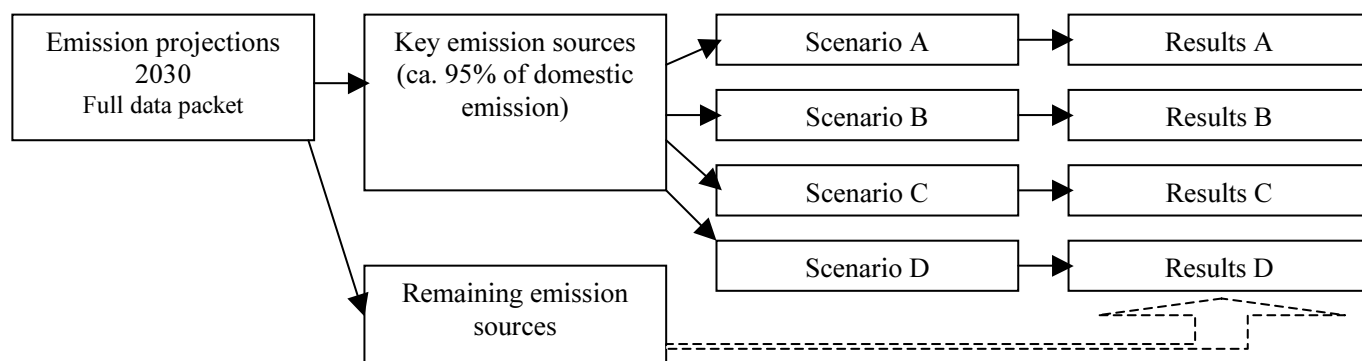 Emission projections
2030
Full data packet
Key emission sources
(ca. 95% of domestic
emission)
Remaining emission
sources
Scenario A
Results A
Scenario B
Results B
Scenario C
Results C
Scenario D
Results D